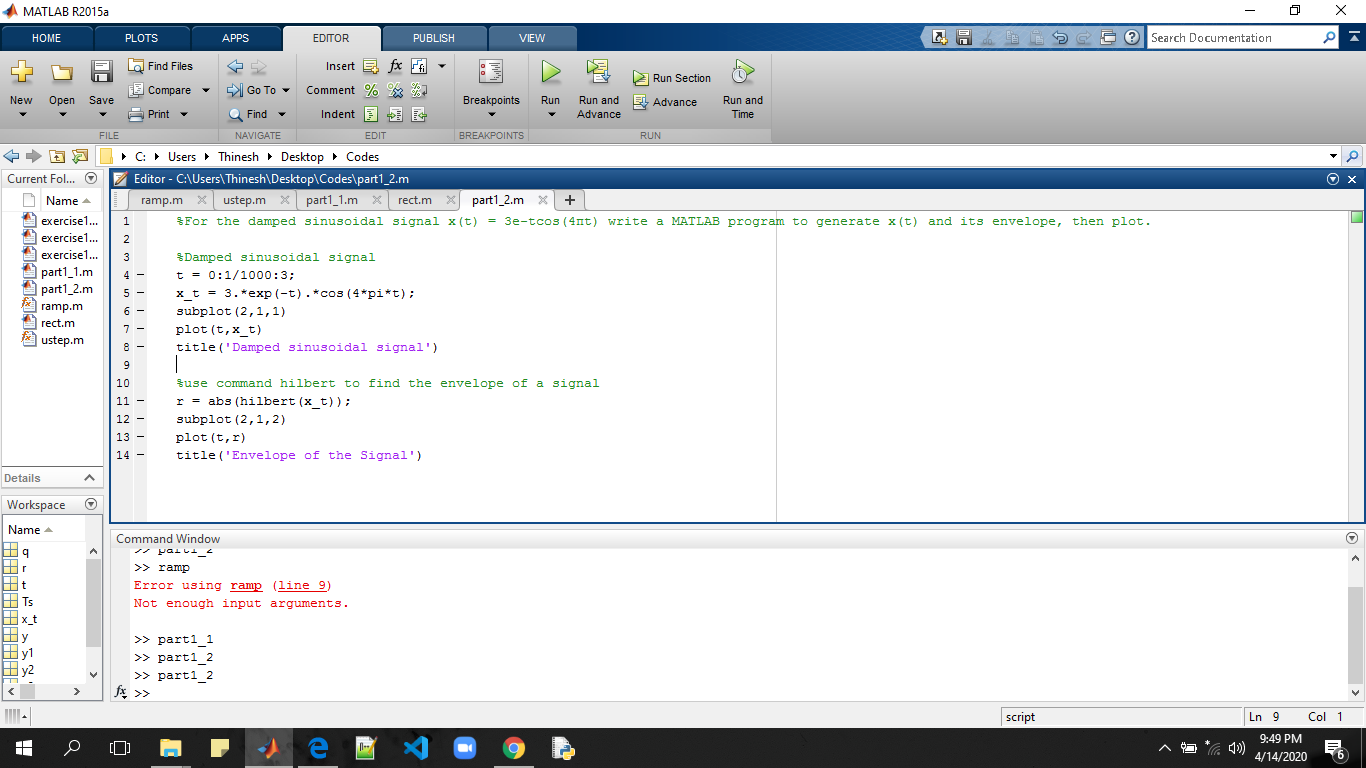 MATLAB R2015a
HOME PLOTS APPS EDITOR PUBLISH VIEW
Search Documentation
New Open Save Find Files Compare Print
Go To Find
Insert fx
Comment
Indent
Breakpoints
Run Run and Advance Run Section Advance Run and Time
FILE NAVIGATE EDIT BREAKPOINTS RUN
C: Users Thinesh Desktop Codes
Current Fol...
Name
exercise1...
exercise1...
exercise1...
part1_1.m
part1_2.m
ramp.m
rect.m
ustep.m
Details
Workspace
Name
q
r
t
Ts
x_t
y
y1
y2
Editor - C:\Users\Thinesh\Desktop\Codes\part1_2.m
ramp.m ustep.m part1_1.m rect.m part1_2.m
1 %For the damped sinusoidal signal x(t) = 3e-tcos(4πt) write a MATLAB program to generate x(t) and its envelope, then plot.
2
3 %Damped sinusoidal signal
4 t = 0:1/1000:3;
5 x_t = 3.*exp(-t).*cos(4*pi*t);
6 subplot(2,1,1)
7 plot(t,x_t)
8 title('Damped sinusoidal signal')
9
10 %use command hilbert to find the envelope of a signal
11 r = abs(hilbert(x_t));
12 subplot(2,1,2)
13 plot(t,r)
14 title('Envelope of the Signal')
Command Window
>> part1_2
>> ramp
Error using ramp (line 9)
Not enough input arguments.
>> part1_1
>> part1_2
>> part1_2
fx >>
script Ln 9 Col 1
9:49 PM
4/14/2020
6